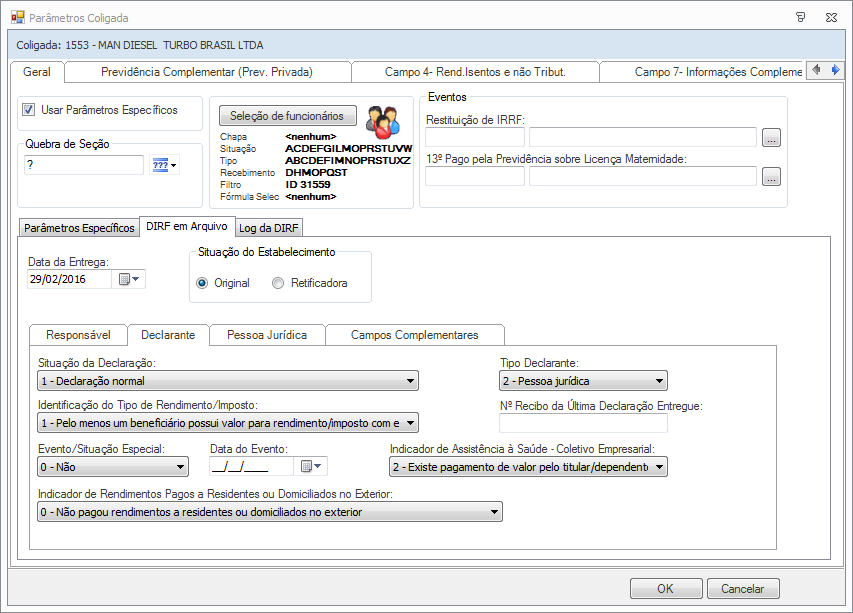 Parâmetros Coligada
Coligada: 1553 - MAN DIESEL TURBO BRASIL LTDA
Geral
Previdência Complementar (Prev. Privada)
Campo 4- Rend.Isentos e não Tribut.
Campo 7- Informações Compleme
Usar Parâmetros Específicos
Quebra de Seção
?
???
Seleção de funcionários
Chapa <nenhum>
Situação ACDEFGILMOPRSTUVW
Tipo ABCDEFIMNOPRSTUXZ
Recebimento DHMOPQST
Filtro ID 31559
Fórmula Selec <nenhum>
Eventos
Restituição de IRRF:
...
13º Pago pela Previdência sobre Licença Maternidade:
...
Parâmetros Específicos
DIRF em Arquivo
Log da DIRF
Data da Entrega:
29/02/2016
Situação do Estabelecimento
Original
Retificadora
Responsável
Declarante
Pessoa Jurídica
Campos Complementares
Situação da Declaração:
1 - Declaração normal
Tipo Declarante:
2 - Pessoa jurídica
Identificação do Tipo de Rendimento/Imposto:
1 - Pelo menos um beneficiário possui valor para rendimento/imposto com e
Nº Recibo da Última Declaração Entregue:
Evento/Situação Especial:
0 - Não
Data do Evento:
__/__/____
Indicador de Assistência à Saúde - Coletivo Empresarial:
2 - Existe pagamento de valor pelo titular/dependente
Indicador de Rendimentos Pagos a Residentes ou Domiciliados no Exterior:
0 - Não pagou rendimentos a residentes ou domiciliados no exterior
OK
Cancelar